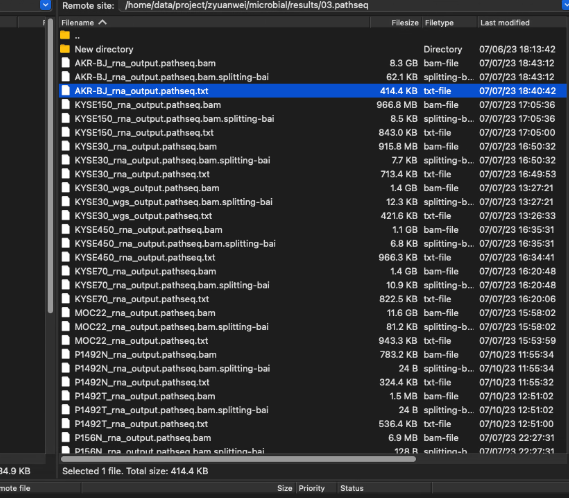 Remote site: /home/data/project/zyuanwei/microbial/results/03.pathseq
Filename Filesize Filetype Last modified
..
New directory Directory 07/06/23 18:13:42
AKR-BJ_rna_output.pathseq.bam 8.3 GB bam-file 07/07/23 18:43:12
AKR-BJ_rna_output.pathseq.bam.splitting-bai 62.1 KB splitting-b... 07/07/23 18:43:12
AKR-BJ_rna_output.pathseq.txt 414.4 KB txt-file 07/07/23 18:40:42
KYSE150_rna_output.pathseq.bam 966.8 MB bam-file 07/07/23 17:05:36
KYSE150_rna_output.pathseq.bam.splitting-bai 8.5 KB splitting-b... 07/07/23 17:05:36
KYSE150_rna_output.pathseq.txt 843.0 KB txt-file 07/07/23 17:05:00
KYSE30_rna_output.pathseq.bam 915.8 MB bam-file 07/07/23 16:50:32
KYSE30_rna_output.pathseq.bam.splitting-bai 7.7 KB splitting-b... 07/07/23 16:50:32
KYSE30_rna_output.pathseq.txt 713.4 KB txt-file 07/07/23 16:49:53
KYSE30_wgs_output.pathseq.bam 1.4 GB bam-file 07/07/23 13:27:21
KYSE30_wgs_output.pathseq.bam.splitting-bai 12.3 KB splitting-b... 07/07/23 13:27:21
KYSE30_wgs_output.pathseq.txt 421.6 KB txt-file 07/07/23 13:26:33
KYSE450_rna_output.pathseq.bam 1.1 GB bam-file 07/07/23 16:35:31
KYSE450_rna_output.pathseq.bam.splitting-bai 6.8 KB splitting-b... 07/07/23 16:35:31
KYSE450_rna_output.pathseq.txt 966.3 KB txt-file 07/07/23 16:34:41
KYSE70_rna_output.pathseq.bam 1.4 GB bam-file 07/07/23 16:20:48
KYSE70_rna_output.pathseq.bam.splitting-bai 10.9 KB splitting-b... 07/07/23 16:20:48
KYSE70_rna_output.pathseq.txt 822.5 KB txt-file 07/07/23 16:20:06
MOC22_rna_output.pathseq.bam 11.6 GB bam-file 07/07/23 15:58:02
MOC22_rna_output.pathseq.bam.splitting-bai 81.2 KB splitting-b... 07/07/23 15:58:02
MOC22_rna_output.pathseq.txt 943.3 KB txt-file 07/07/23 15:53:59
P1492N_rna_output.pathseq.bam 783.2 KB bam-file 07/10/23 11:55:34
P1492N_rna_output.pathseq.bam.splitting-bai 24 B splitting-b... 07/10/23 11:55:34
P1492N_rna_output.pathseq.txt 324.4 KB txt-file 07/10/23 11:55:32
P1492T_rna_output.pathseq.bam 1.5 MB bam-file 07/10/23 12:51:02
P1492T_rna_output.pathseq.bam.splitting-bai 24 B splitting-b... 07/10/23 12:51:02
P1492T_rna_output.pathseq.txt 536.4 KB txt-file 07/10/23 12:51:00
P156N_rna_output.pathseq.bam 6.9 MB bam-file 07/07/23 22:27:31
P156N_rna_output.pathseq.bam.splitting-bai 128 B splitting-b... 07/07/23 22:27:31
34.9 KB Selected 1 file. Total size: 414.4 KB
mote file Size Priority Status